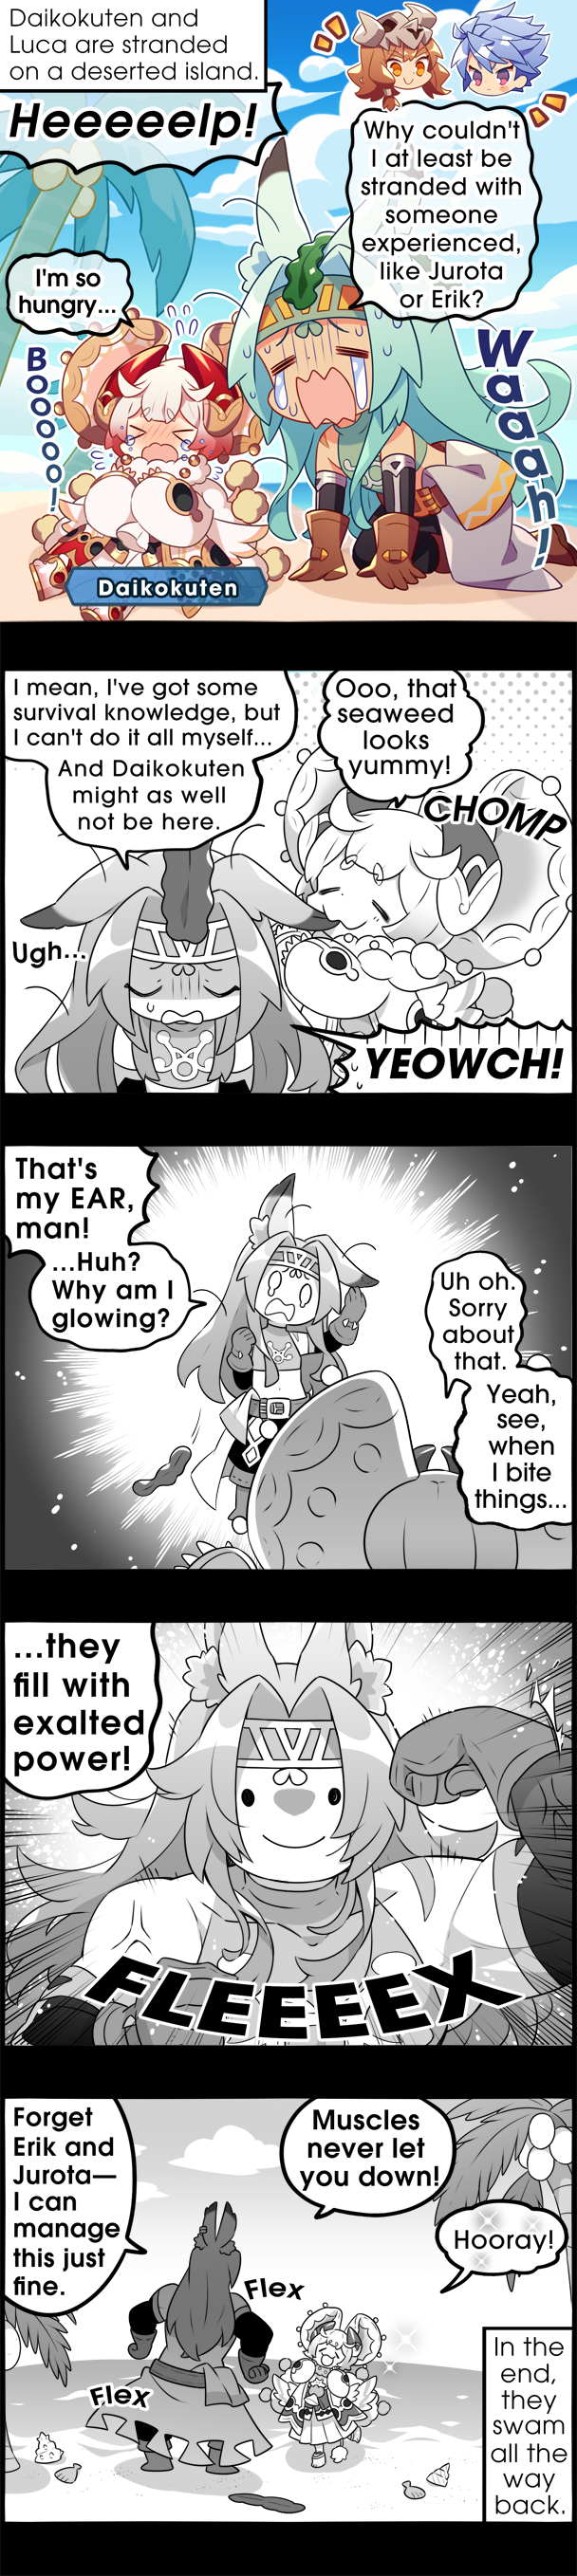 Daikokuten and
Luca are stranded
on a deserted island.
Heeeeelp!
Why couldn't
I at least be
stranded with
someone
experienced,
like Jurota
or Erik?
I'm so
hungry...
Booooo!
Waaah!
Daikokuten
I mean, I've got some
survival knowledge, but
I can't do it all myself...
And Daikokuten
might as well
not be here.
Ooo, that
seaweed
looks
yummy!
CHOMP
Ugh...
YEOWCH!
That's
my EAR,
man!
...Huh?
Why am I
glowing?
Uh oh.
Sorry
about
that.
Yeah,
see,
when
I bite
things...
...they
fill with
exalted
power!
FLEEEEX
Forget
Erik and
Jurota—
I can
manage
this just
fine.
Muscles
never let
you down!
Hooray!
Flex
Flex
In the
end,
they
swam
all the
way
back.